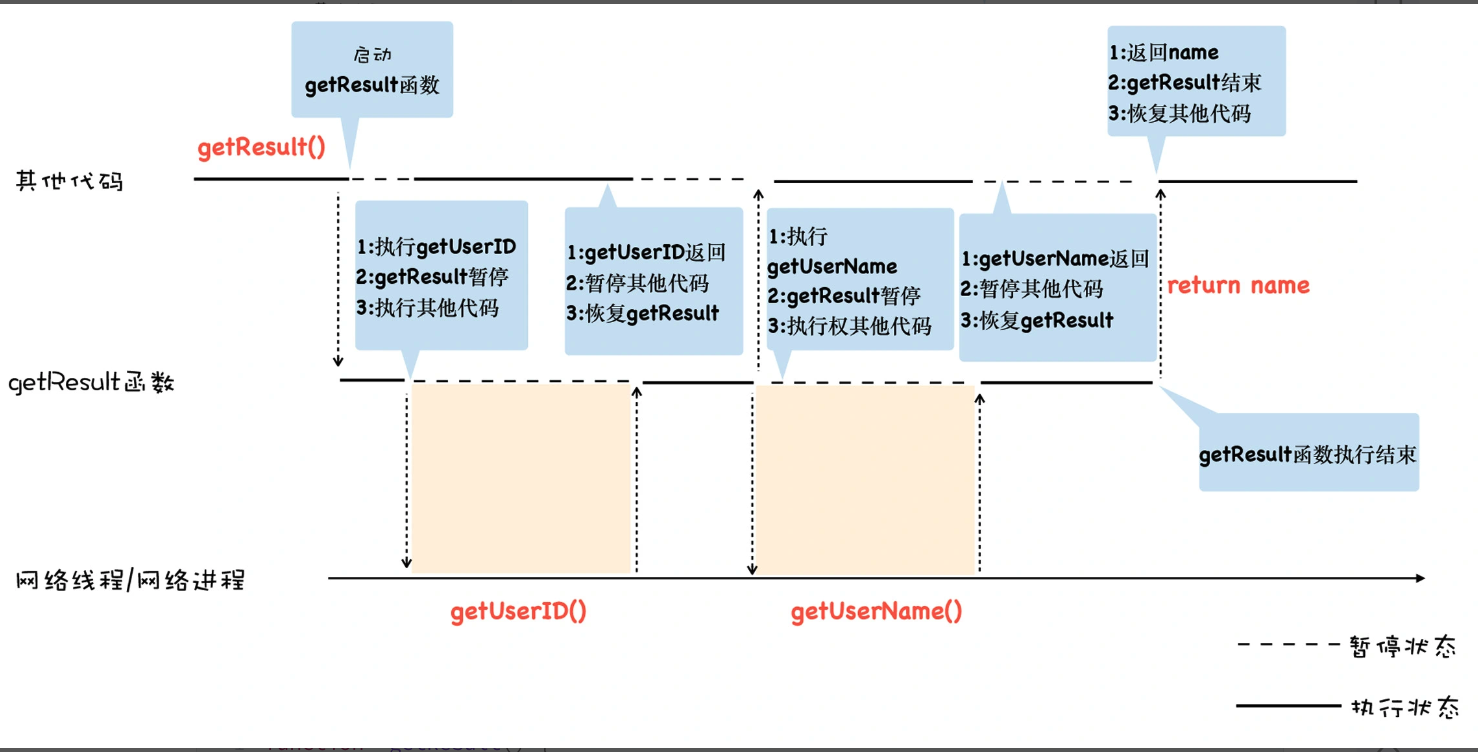 启动
getResult函数
1:返回name
2:getResult结束
3:恢复其他代码
getResult()
其他代码
1:执行getUserID
2:getResult暂停
3:执行其他代码
1:getUserID返回
2:暂停其他代码
3:恢复getResult
1:执行
getUserName
2:getResult暂停
3:执行权其他代码
1:getUserName返回
2:暂停其他代码
3:恢复getResult
return name
getResult函数
getResult函数执行结束
网络线程/网络进程
getUserID()
getUserName()
暂停状态
执行状态